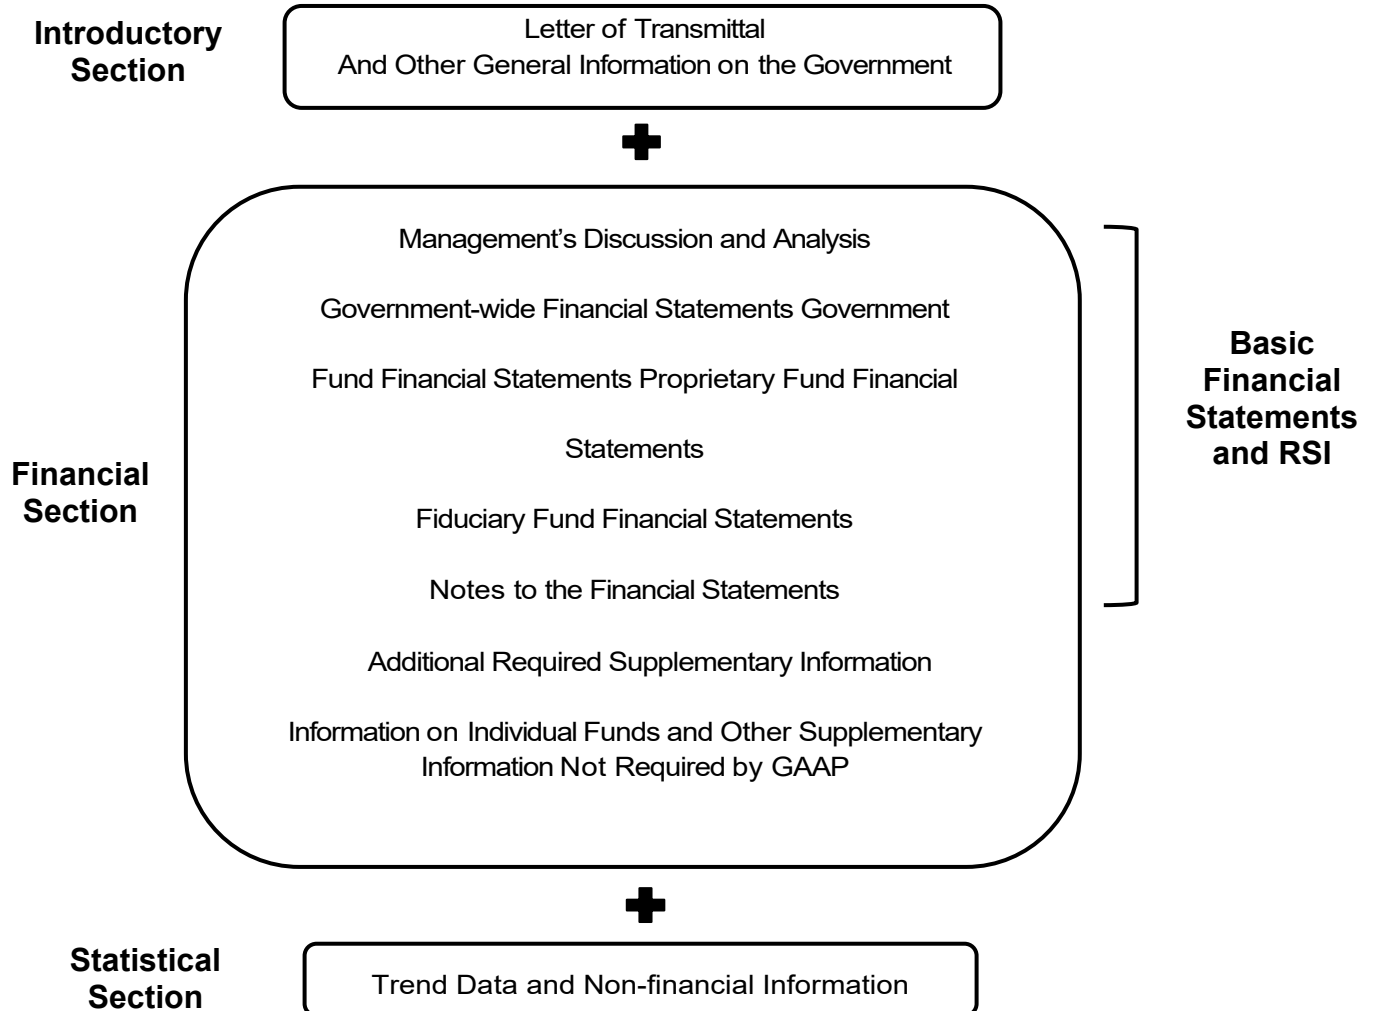 Introductory
Section
Letter of Transmittal
And Other General Information on the Government
Management’s Discussion and Analysis
Government-wide Financial Statements Government
Fund Financial Statements Proprietary Fund Financial
Statements
Fiduciary Fund Financial Statements
Notes to the Financial Statements
Additional Required Supplementary Information
Information on Individual Funds and Other Supplementary
Information Not Required by GAAP
Financial
Section
Basic
Financial
Statements
and RSI
Statistical
Section
Trend Data and Non-financial Information